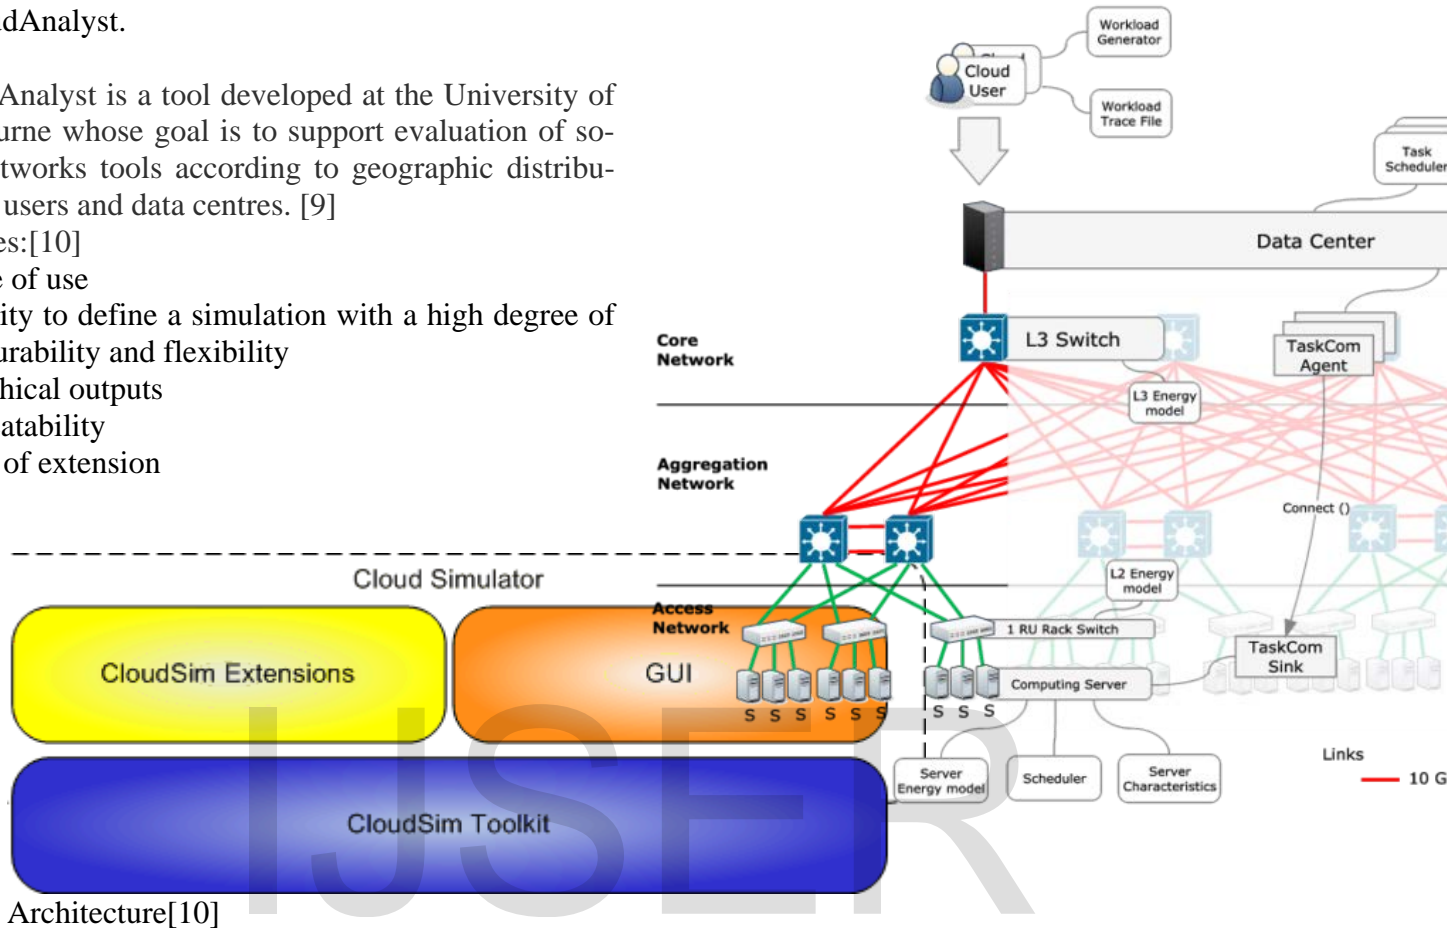 udAnalyst.
Analyst is a tool developed at the University of
urne whose goal is to support evaluation of so-
etworks tools according to geographic distribu-
users and data centres. [9]
es:[10]
e of use
ity to define a simulation with a high degree of
urability and flexibility
hical outputs
atability
of extension
Cloud Simulator
CloudSim Extensions
GUI
CloudSim Toolkit
Architecture[10]
Workload
Generator
Cloud
User
Workload
Trace File
Task
Scheduler
Data Center
Core
Network
L3 Switch
TaskCom
Agent
L3 Energy
model
Aggregation
Network
Connect ()
L2 Energy
model
Access
Network
1 RU Rack Switch
TaskCom
Sink
Computing Server
S S S S S S S S S
Server
Energy model
Scheduler
Server
Characteristics
Links
10 G
IJSER